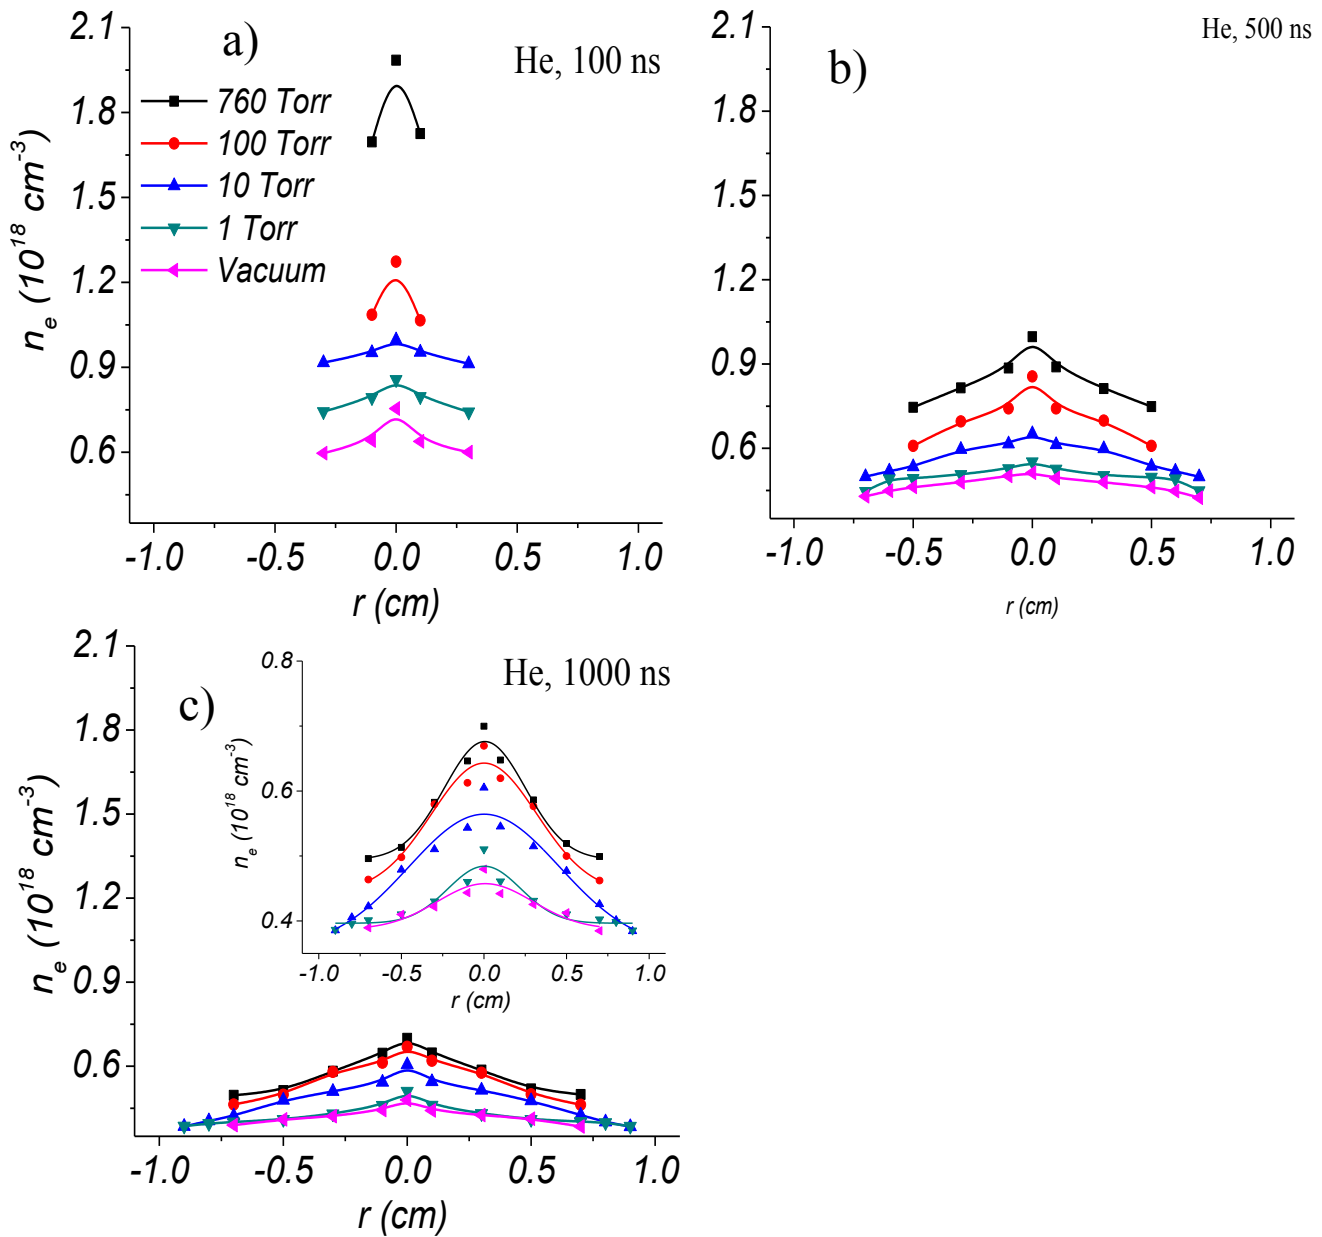 a)
He, 100 ns
2.1
1.8
1.5
1.2
0.9
0.6
n_e (10^18 cm^-3)
760 Torr
100 Torr
10 Torr
1 Torr
Vacuum
-1.0 -0.5 0.0 0.5 1.0
r (cm)
b)
He, 500 ns
2.1
1.8
1.5
1.2
0.9
0.6
-1.0 -0.5 0.0 0.5 1.0
r (cm)
c)
He, 1000 ns
2.1
1.8
1.5
1.2
0.9
0.6
n_e (10^18 cm^-3)
-1.0 -0.5 0.0 0.5 1.0
r (cm)
0.8
0.6
0.4
n_e (10^18 cm^-3)
-1.0 -0.5 0.0 0.5 1.0
r (cm)